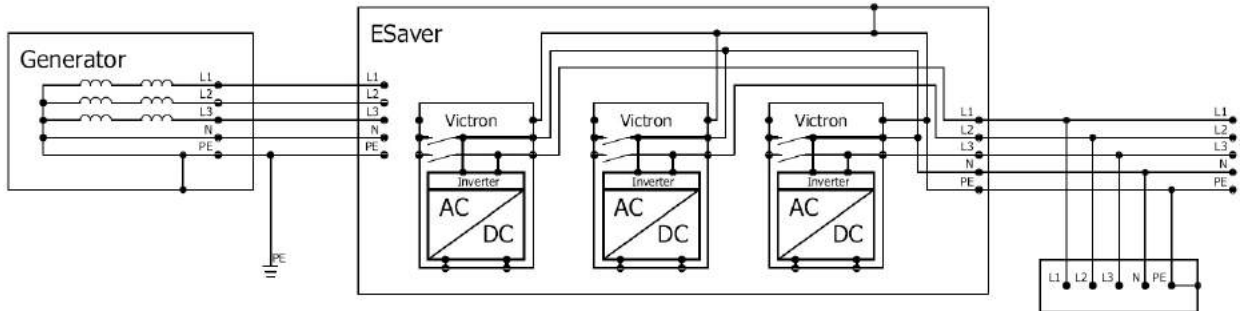 Generator
L1
L2
L3
N
PE
PE
ESaver
L1
L2
L3
N
PE
Victron
Inverter
AC
DC
Victron
Inverter
AC
DC
Victron
Inverter
AC
DC
L1
L2
L3
N
PE
L1
L2
L3
N
PE
L1 L2 L3 N PE